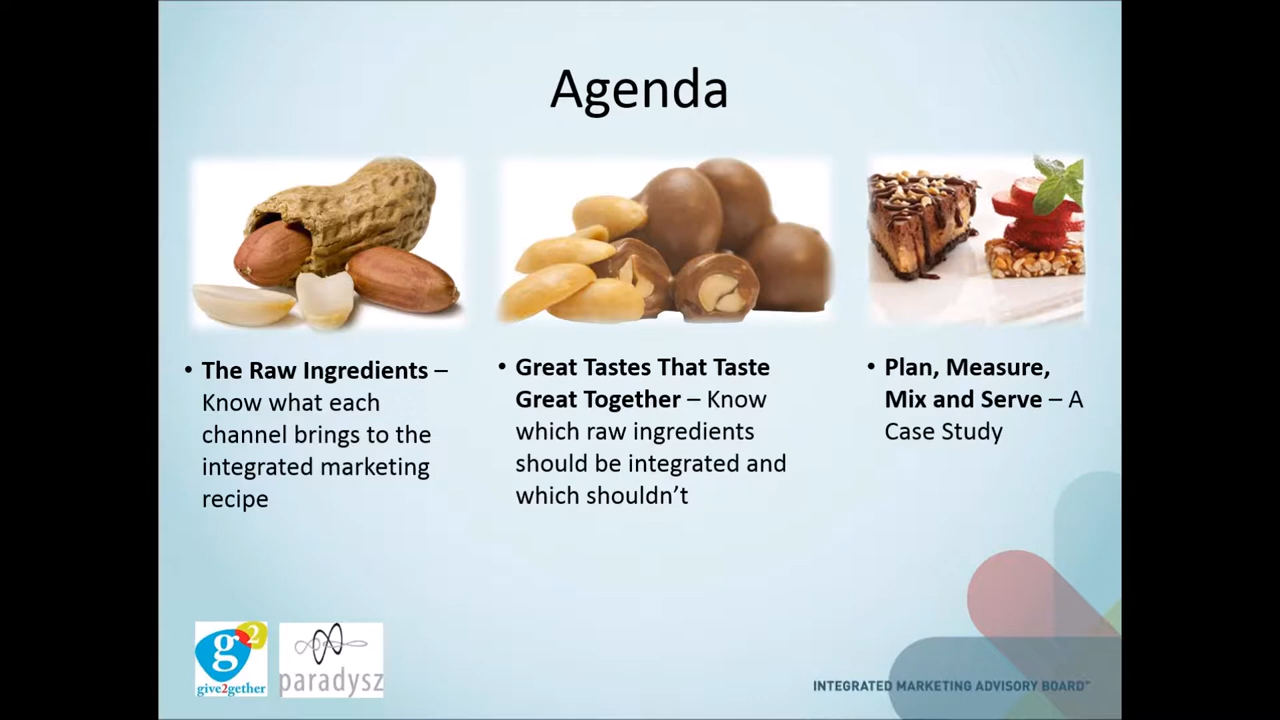 Agenda
• The Raw Ingredients –
Know what each
channel brings to the
integrated marketing
recipe
• Great Tastes That Taste
Great Together – Know
which raw ingredients
should be integrated and
which shouldn’t
• Plan, Measure,
Mix and Serve – A
Case Study
g2
give2gether
paradysz
INTEGRATED MARKETING ADVISORY BOARD™